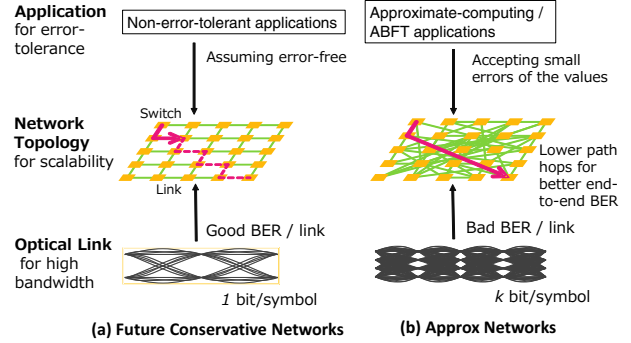 Application
for error-
tolerance
Non-error-tolerant applications
Approximate-computing /
ABFT applications
Assuming error-free
Accepting small
errors of the values
Network
Topology
for scalability
Switch
Link
Lower path
hops for
better end-
to-end BER
Good BER / link
Bad BER / link
Optical Link
for high
bandwidth
1 bit/symbol
k bit/symbol
(a) Future Conservative Networks
(b) Approx Networks